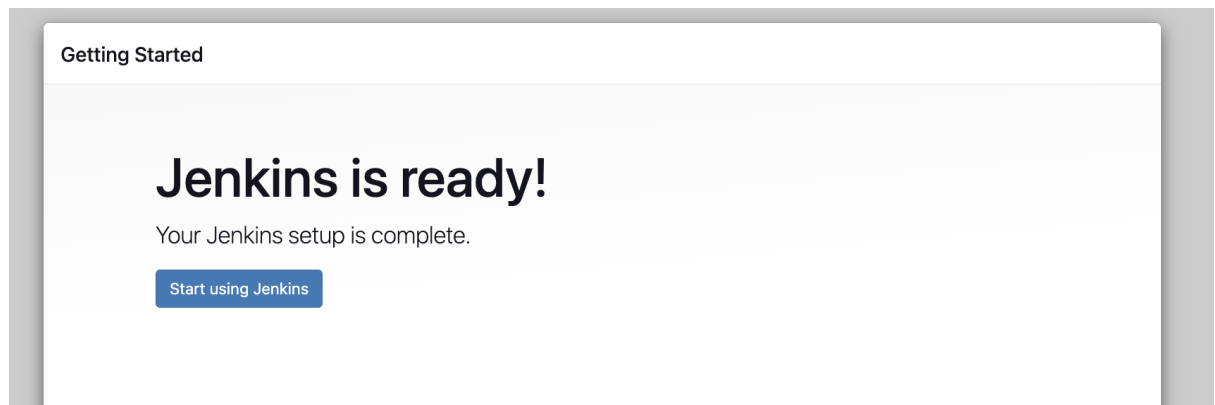 Getting Started
Jenkins is ready!
Your Jenkins setup is complete.
Start using Jenkins